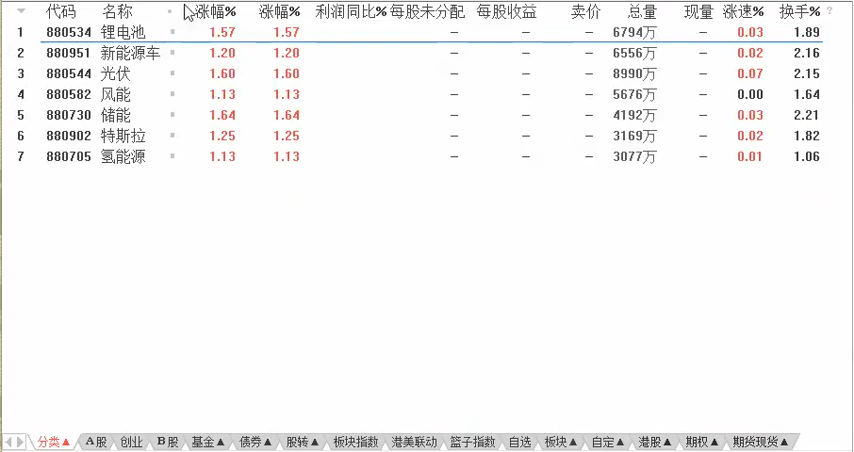 代码 名称 涨幅% 涨幅% 利润同比% 每股未分配 每股收益 卖价 总量 现量 涨速% 换手% ?
1 880534 锂电池 1.57 1.57 – – – 6794万 – 0.03 1.89
2 880951 新能源车 1.20 1.20 – – – 6556万 – 0.02 2.16
3 880544 光伏 1.60 1.60 – – – 8990万 – 0.07 2.15
4 880582 风能 1.13 1.13 – – – 5676万 – 0.00 1.64
5 880730 储能 1.64 1.64 – – – 4192万 – 0.03 2.21
6 880902 特斯拉 1.25 1.25 – – – 3169万 – 0.02 1.82
7 880705 氢能源 1.13 1.13 – – – 3077万 – 0.01 1.06
分类▲ A股 创业 B股 基金▲ 债券▲ 股转▲ 板块指数 港美联动 篮子指数 自选 板块▲ 自定▲ 港股▲ 期权▲ 期货现货▲